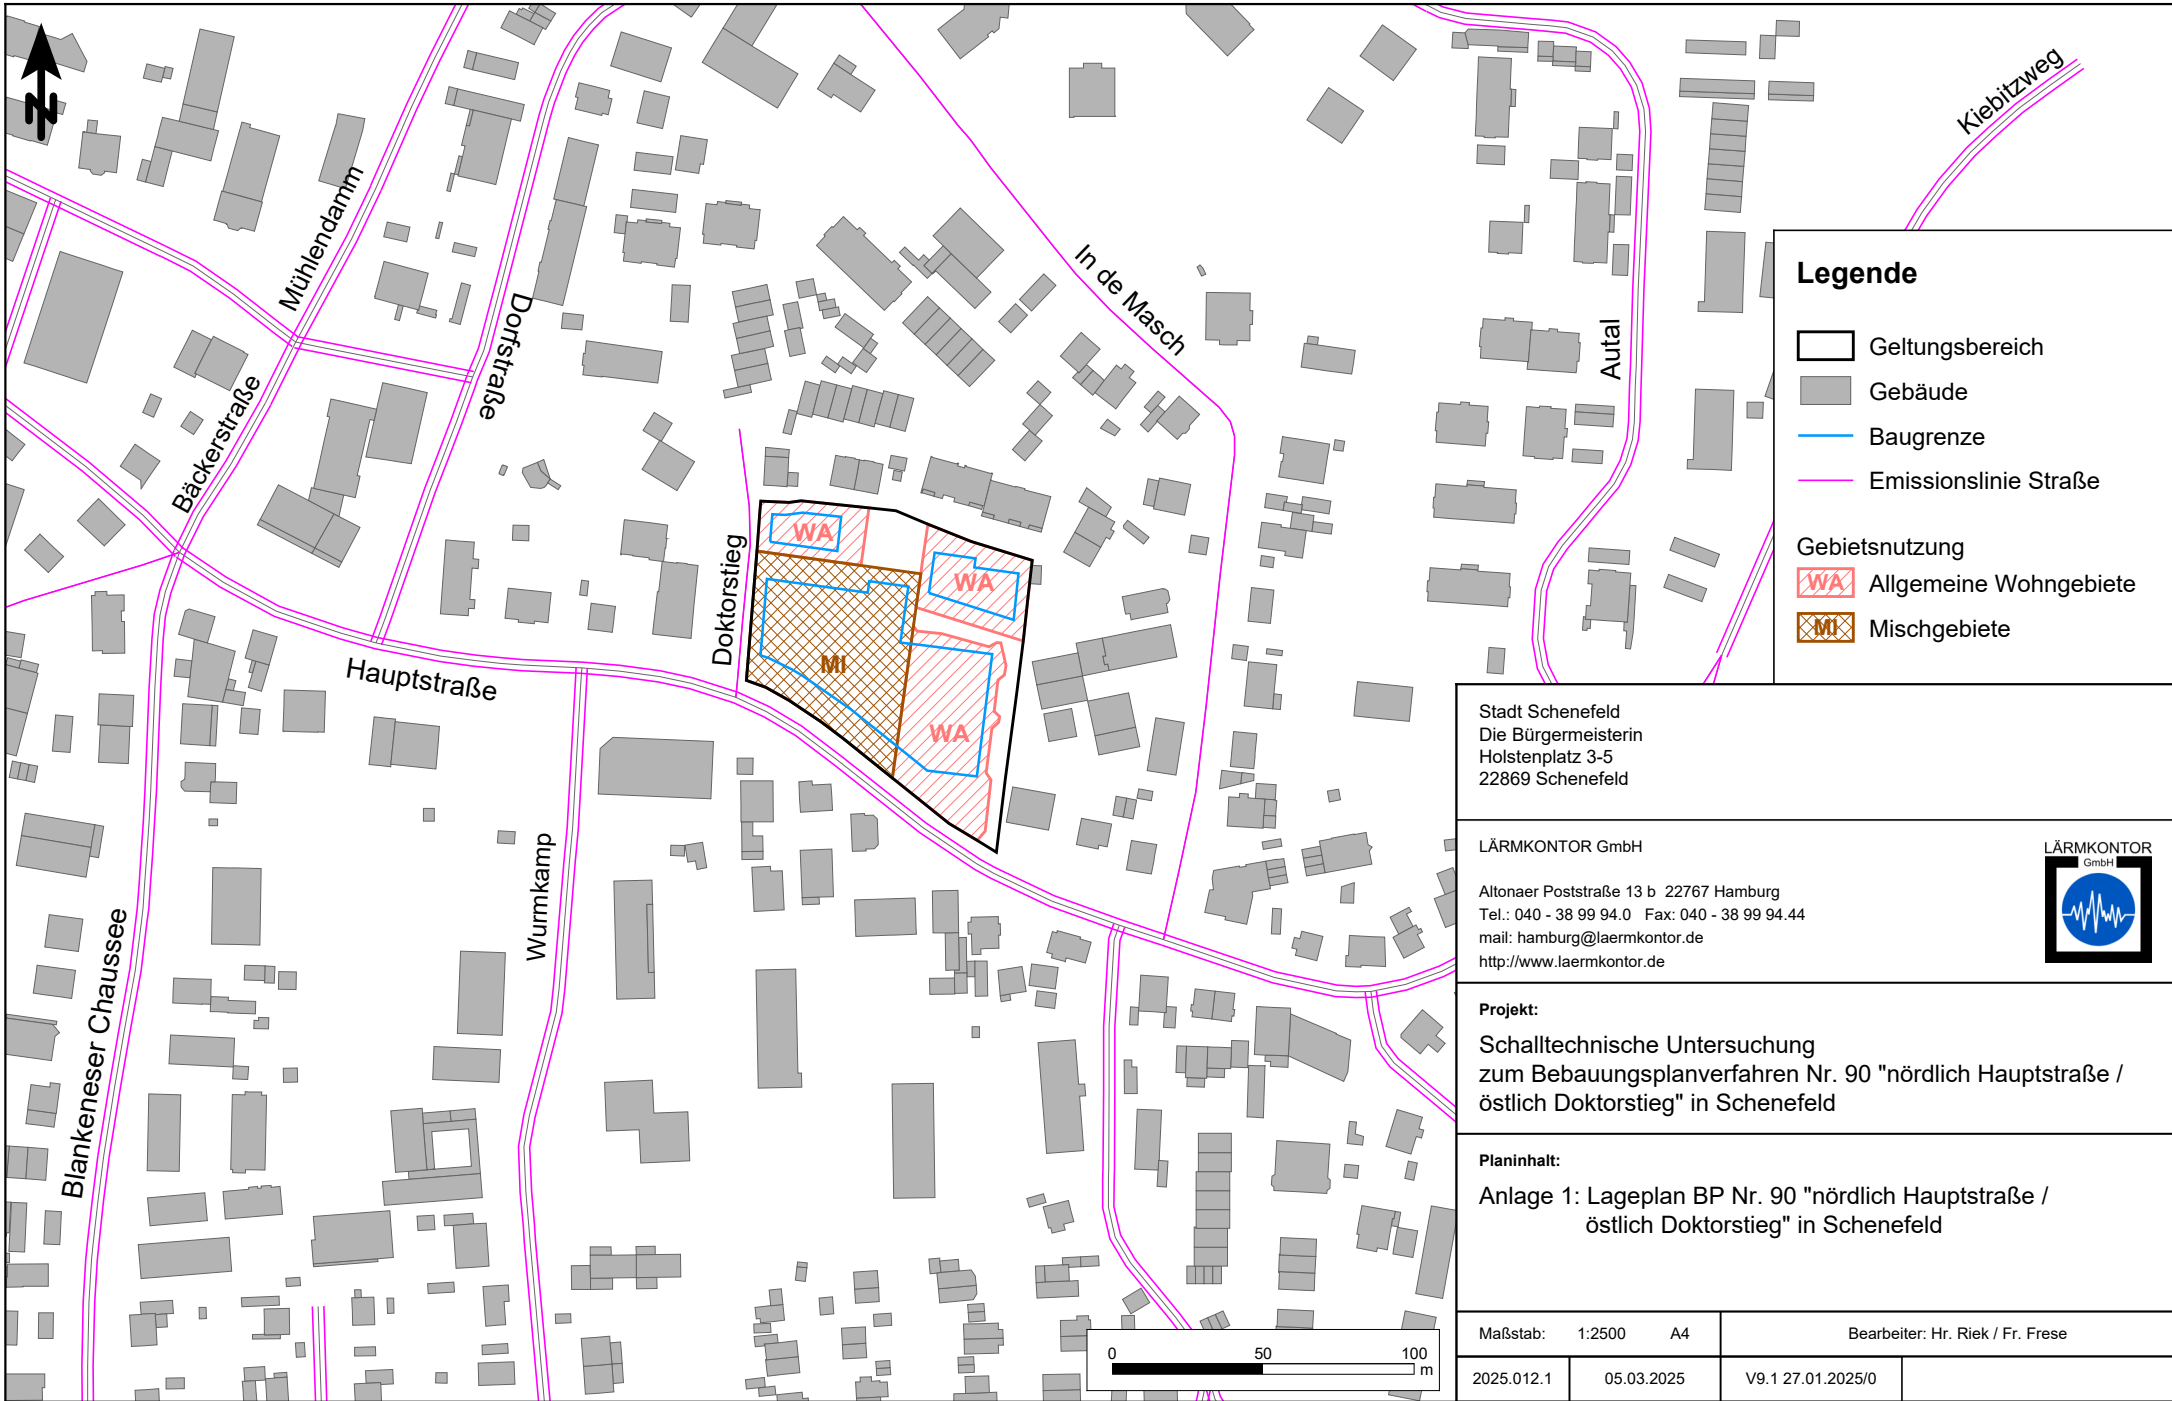 N
Mühlendamm
Dorfstraße
Bäckerstraße
In de Masch
Autal
Kiebitzweg
Doktorstieg
Hauptstraße
Wurmkamp
Blankeneser Chaussee
WA
WA
MI
WA
0 50 100
m
Legende
Geltungsbereich
Gebäude
Baugrenze
Emissionslinie Straße
Gebietsnutzung
WA Allgemeine Wohngebiete
MI Mischgebiete
Stadt Schenefeld
Die Bürgermeisterin
Holstenplatz 3-5
22869 Schenefeld
LÄRMKONTOR GmbH
Altonaer Poststraße 13 b 22767 Hamburg
Tel.: 040 - 38 99 94.0 Fax: 040 - 38 99 94.44
mail: hamburg@laermkontor.de
http://www.laermkontor.de
LÄRMKONTOR
GmbH
Projekt:
Schalltechnische Untersuchung
zum Bebauungsplanverfahren Nr. 90 "nördlich Hauptstraße /
östlich Doktorstieg" in Schenefeld
Planinhalt:
Anlage 1: Lageplan BP Nr. 90 "nördlich Hauptstraße /
östlich Doktorstieg" in Schenefeld
Maßstab: 1:2500 A4 Bearbeiter: Hr. Riek / Fr. Frese
2025.012.1 05.03.2025 V9.1 27.01.2025/0